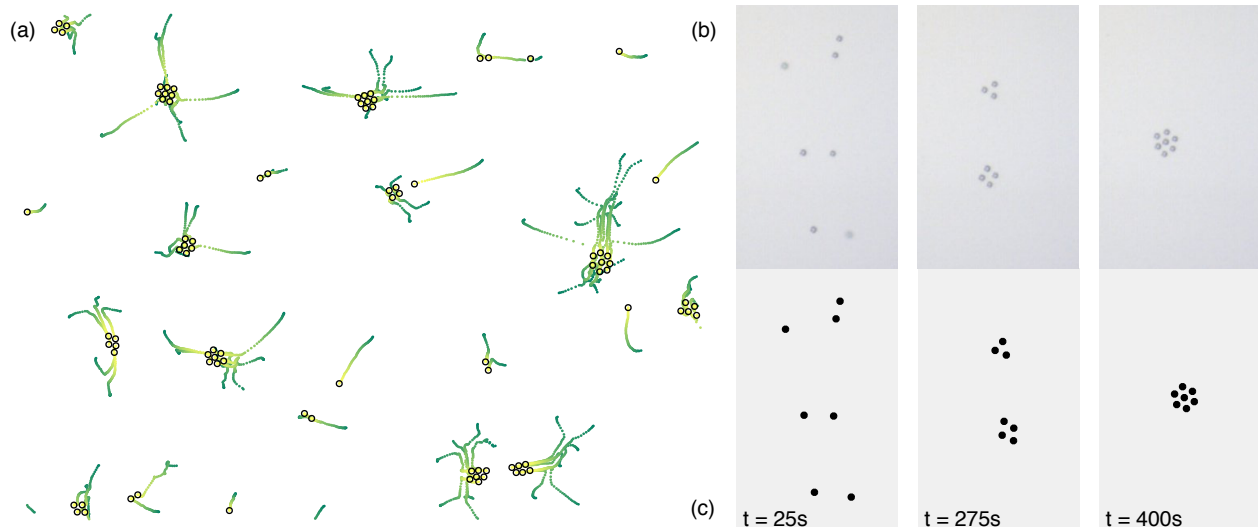 (a)
(b)
(c)
t = 25s
t = 275s
t = 400s